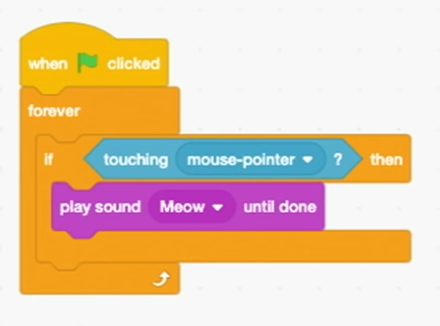 when clicked
forever
if touching mouse-pointer ? then
play sound Meow until done